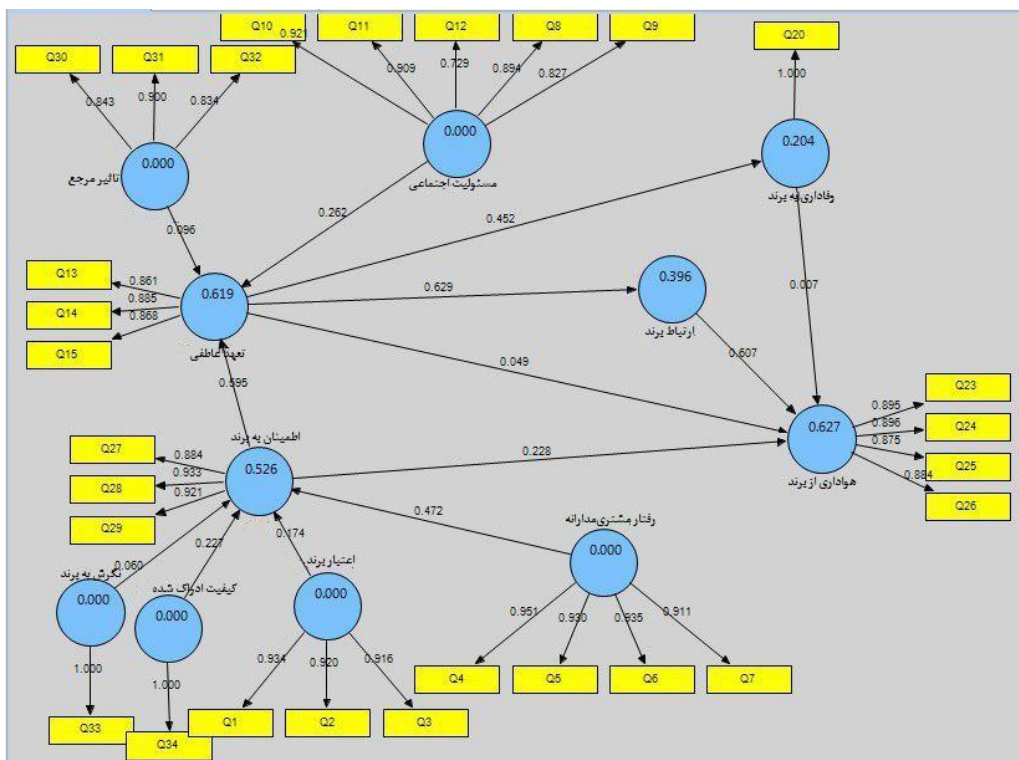 Q10
Q11
Q12
Q8
Q9
Q20
Q30
Q31
Q32
0.921
0.909
0.729
0.894
0.827
1.000
0.843
0.900
0.834
0.000
تاثیر مرجع
0.000
مسئولیت اجتماعی
0.204
وفاداری به برند
0.262
0.452
0.096
Q13
Q14
Q15
0.861
0.885
0.868
0.619
تعهد عاطفی
0.629
0.396
ارتباط برند
0.007
0.049
0.607
0.595
Q23
Q24
Q25
Q26
0.895
0.896
0.875
0.884
0.627
هواداری از برند
اطمینان به برند
0.526
Q27
Q28
Q29
0.884
0.933
0.921
0.228
0.472
رفتار مشتری‌مدارانه
0.000
0.174
0.227
0.060
نگرش به برند
0.000
کیفیت ادراک شده
0.000
اعتبار برند
0.000
0.951
0.930
0.935
0.911
Q4
Q5
Q6
Q7
1.000
1.000
0.934
0.920
0.916
Q33
Q34
Q1
Q2
Q3